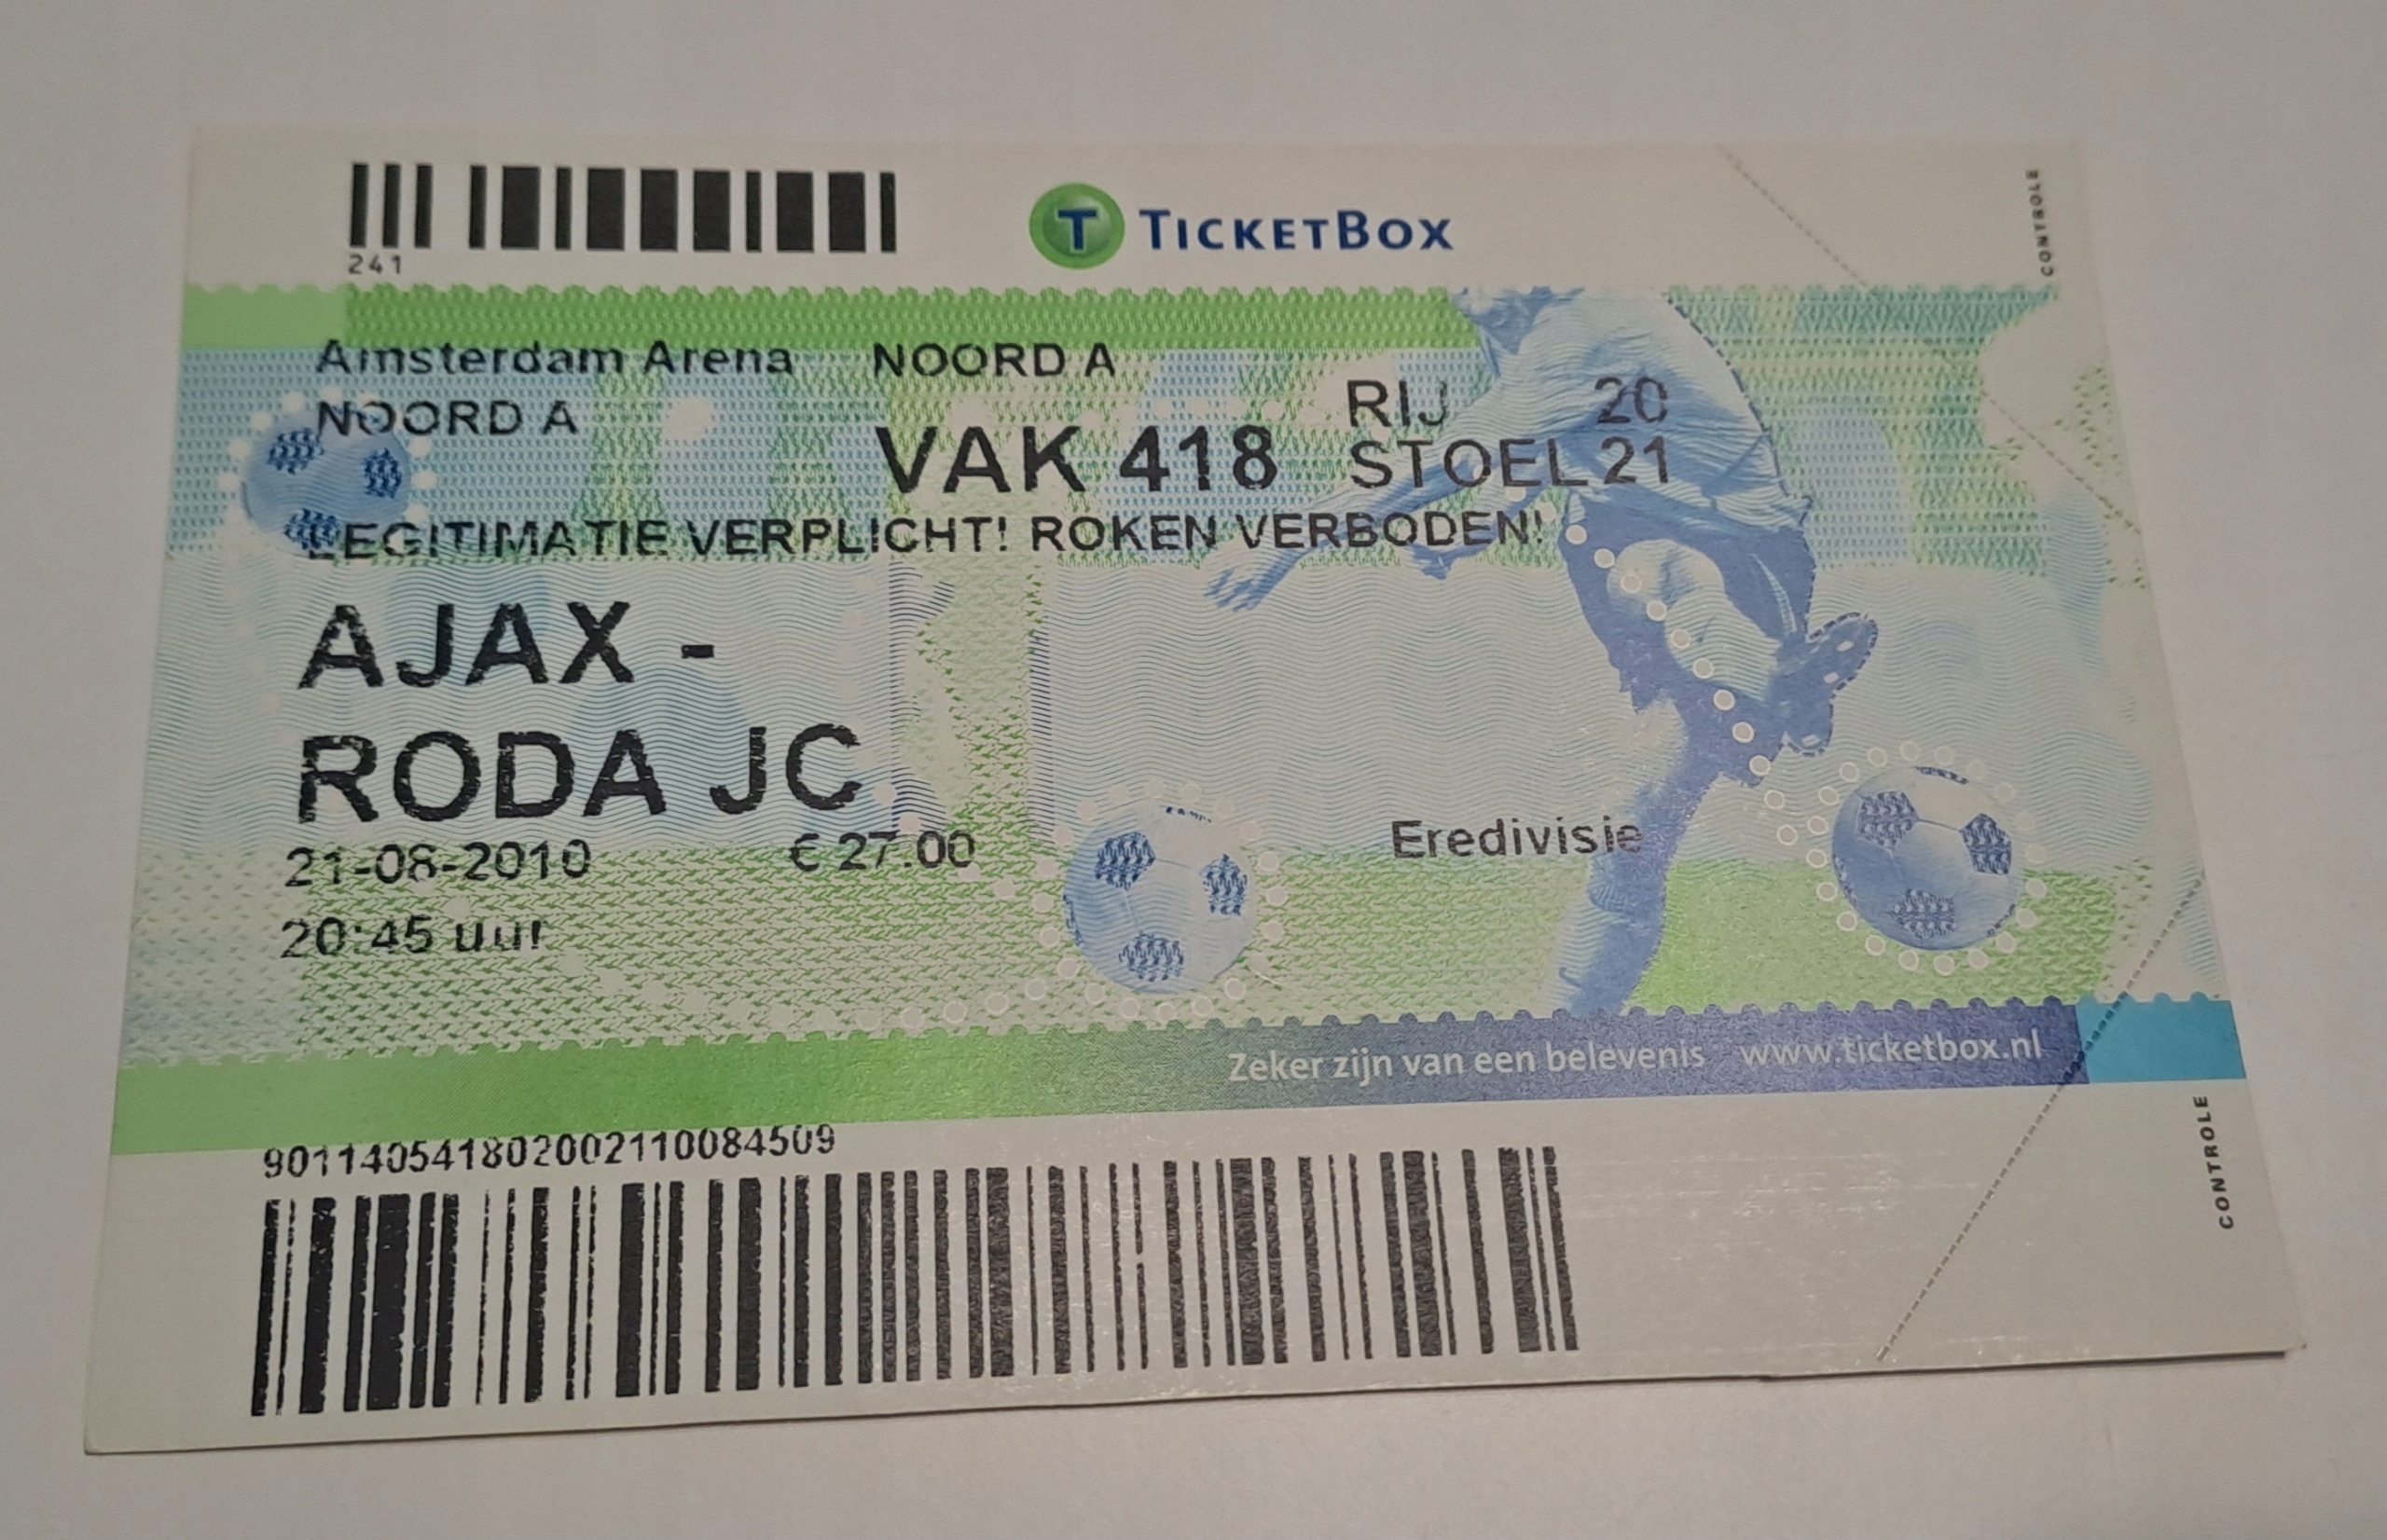 TICKETBOX
241
CONTROLE
Amsterdam Arena NOORD A
NOORD A
VAK 418
RIJ 20
STOEL 21
LEGITIMATIE VERPLICHT! ROKEN VERBODEN!
AJAX -
RODA JC
21-08-2010 € 27.00
Eredivisie
20:45 uur
Zeker zijn van een belevenis www.ticketbox.nl
901140541802002110084509
CONTROLE